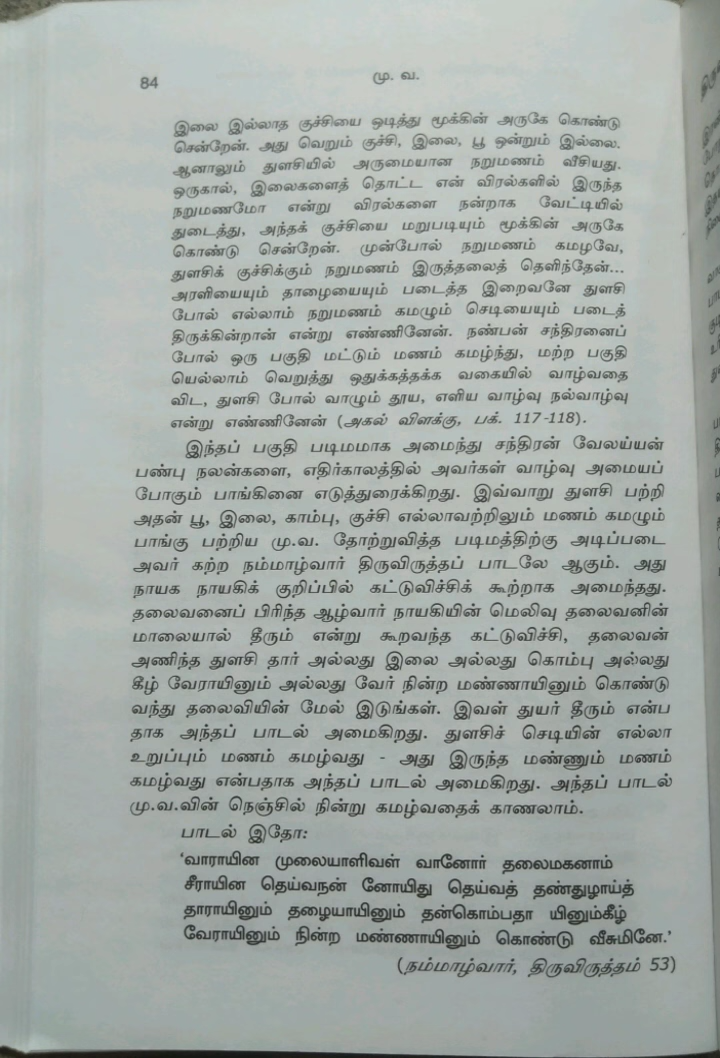 84
மு. வ.
இலை இல்லாத குச்சியை ஒடித்து மூக்கின் அருகே கொண்டு
சென்றேன். அது வெறும் குச்சி, இலை, பூ ஒன்றும் இல்லை.
ஆனாலும் துளசியில் அருமையான நறுமணம் வீசியது.
ஒருகால், இலைகளைத் தொட்ட என் விரல்களில் இருந்த
நறுமணமோ என்று விரல்களை நன்றாக வேட்டியில்
துடைத்து, அந்தக் குச்சியை மறுபடியும் மூக்கின் அருகே
கொண்டு சென்றேன். முன்போல் நறுமணம் கமழவே,
துளசிக் குச்சிக்கும் நறுமணம் இருத்தலைத் தெளிந்தேன்...
அரளியையும் தாழையையும் படைத்த இறைவனே துளசி
போல் எல்லாம் நறுமணம் கமழும் செடியையும் படைத்
திருக்கின்றான் என்று எண்ணினேன். நண்பன் சந்திரனைப்
போல் ஒரு பகுதி மட்டும் மணம் கமழ்ந்து, மற்ற பகுதி
யெல்லாம் வெறுத்து ஒதுக்கத்தக்க வகையில் வாழ்வதை
விட, துளசி போல் வாழும் தூய, எளிய வாழ்வு நல்வாழ்வு
என்று எண்ணினேன் (அகல் விளக்கு, பக். 117-118).
இந்தப் பகுதி படிமமாக அமைந்து சந்திரன் வேலய்யன்
பண்பு நலன்களை, எதிர்காலத்தில் அவர்கள் வாழ்வு அமையப்
போகும் பாங்கினை எடுத்துரைக்கிறது. இவ்வாறு துளசி பற்றி
அதன் பூ, இலை, காம்பு, குச்சி எல்லாவற்றிலும் மணம் கமழும்
பாங்கு பற்றிய மு.வ. தோற்றுவித்த படிமத்திற்கு அடிப்படை
அவர் கற்ற நம்மாழ்வார் திருவிருத்தப் பாடலே ஆகும். அது
நாயக நாயகிக் குறிப்பில் கட்டுவிச்சிக் கூற்றாக அமைந்தது.
தலைவனைப் பிரிந்த ஆழ்வார் நாயகியின் மெலிவு தலைவனின்
மாலையால் தீரும் என்று கூறவந்த கட்டுவிச்சி, தலைவன்
அணிந்த துளசி தார் அல்லது இலை அல்லது கொம்பு அல்லது
கீழ் வேராயினும் அல்லது வேர் நின்ற மண்ணாயினும் கொண்டு
வந்து தலைவியின் மேல் இடுங்கள். இவள் துயர் தீரும் என்ப
தாக அந்தப் பாடல் அமைகிறது. துளசிச் செடியின் எல்லா
உறுப்பும் மணம் கமழ்வது - அது இருந்த மண்ணும் மணம்
கமழ்வது என்பதாக அந்தப் பாடல் அமைகிறது. அந்தப் பாடல்
மு.வ.வின் நெஞ்சில் நின்று கமழ்வதைக் காணலாம்.
பாடல் இதோ:
'வாராயின முலையாளிவள் வானோர் தலைமகனாம்
சீராயின தெய்வநன் னோயிது தெய்வத் தண்துழாய்த்
தாராயினும் தழையாயினும் தன்கொம்பதா யினும்கீழ்
வேராயினும் நின்ற மண்ணாயினும் கொண்டு வீசுமினே.'
(நம்மாழ்வார், திருவிருத்தம் 53)